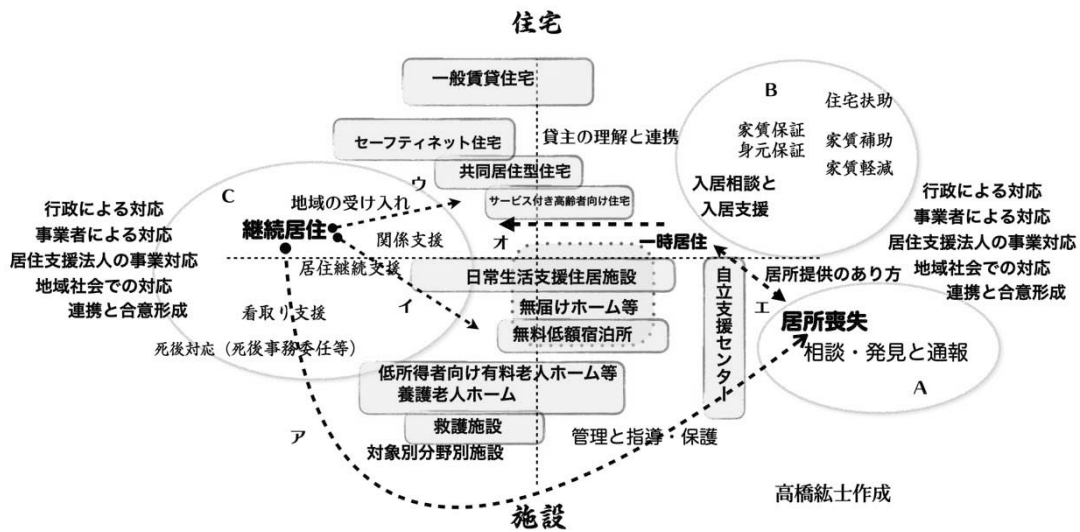 住宅
一般賃貸住宅
セーフティネット住宅
貸主の理解と連携
共同居住型住宅
サービス付き高齢者向け住宅
B
住宅扶助
家賃保証
身元保証
家賃補助
家賃軽減
入居相談と
入居支援
C
ウ
地域の受け入れ
継続居住
関係支援
オ
一時居住
居住継続支援
イ
看取り支援
死後対応（死後事務委任等）
行政による対応
事業者による対応
居住支援法人の事業対応
地域社会での対応
連携と合意形成
行政による対応
事業者による対応
居住支援法人の事業対応
地域社会での対応
連携と合意形成
日常生活支援住居施設
無届けホーム等
無料低額宿泊所
自立支援センター
居所提供のあり方
エ
居所喪失
相談・発見と通報
A
低所得者向け有料老人ホーム等
養護老人ホーム
救護施設
対象別分野別施設
ア
管理と指導・保護
施設
高橋紘士作成